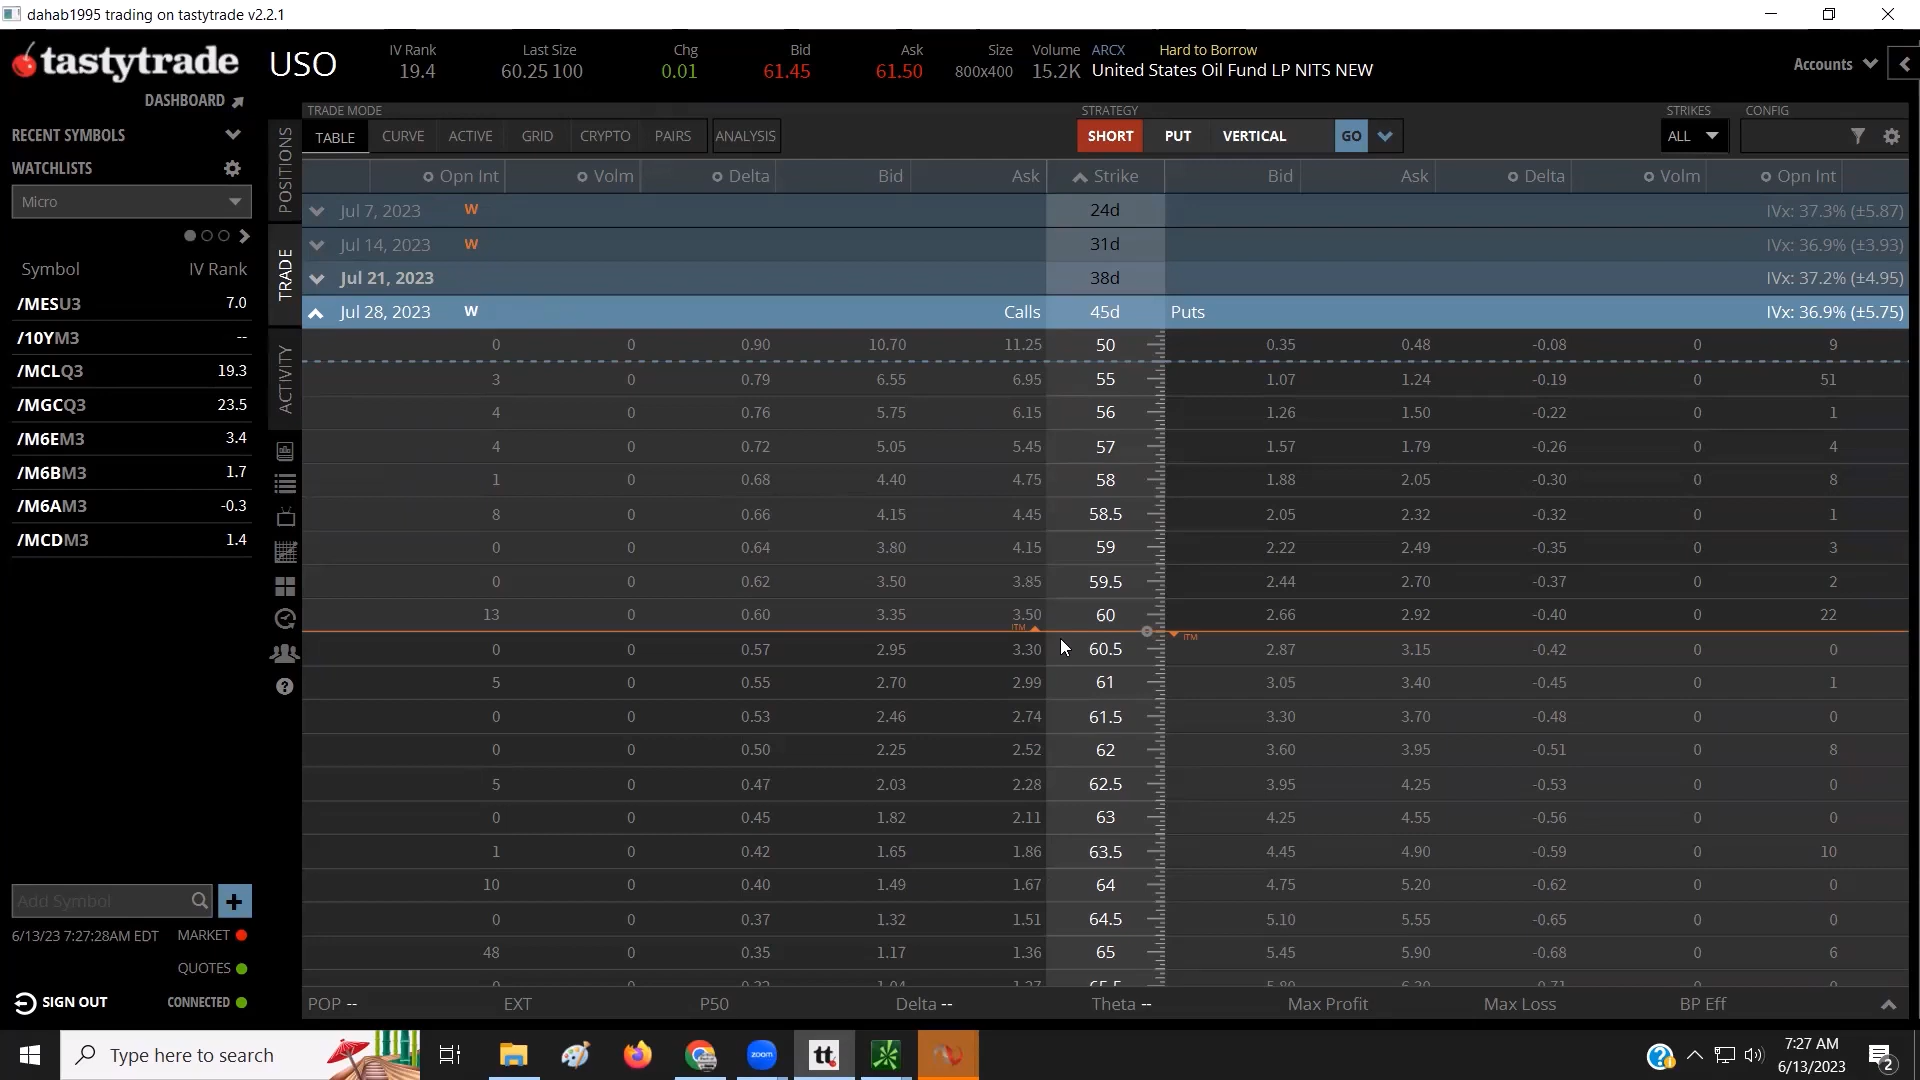 dahab1995 trading on tastytrade v2.2.1
tastytrade
DASHBOARD
USO
IV Rank Last Size Chg Bid Ask Size Volume ARCX Hard to Borrow
19.4 60.25 100 0.01 61.45 61.50 800x400 15.2K United States Oil Fund LP NITS NEW
Accounts
RECENT SYMBOLS
WATCHLISTS
Micro
Symbol IV Rank
/MESU3 7.0
/10YM3 --
/MCLQ3 19.3
/MGCQ3 23.5
/M6EM3 3.4
/M6BM3 1.7
/M6AM3 -0.3
/MCDM3 1.4
Add Symbol
6/13/23 7:27:28AM EDT MARKET
QUOTES
SIGN OUT CONNECTED
POSITIONS
TRADE
ACTIVITY
TRADE MODE STRATEGY STRIKES CONFIG
TABLE CURVE ACTIVE GRID CRYPTO PAIRS ANALYSIS SHORT PUT VERTICAL GO ALL
Opn Int Volm Delta Bid Ask Strike Bid Ask Delta Volm Opn Int
Jul 7, 2023 W 24d IVx: 37.3% (±5.87)
Jul 14, 2023 W 31d IVx: 36.9% (±3.93)
Jul 21, 2023 38d IVx: 37.2% (±4.95)
Jul 28, 2023 W Calls 45d Puts IVx: 36.9% (±5.75)
0 0 0.90 10.70 11.25 50 0.35 0.48 -0.08 0 9
3 0 0.79 6.55 6.95 55 1.07 1.24 -0.19 0 51
4 0 0.76 5.75 6.15 56 1.26 1.50 -0.22 0 1
4 0 0.72 5.05 5.45 57 1.57 1.79 -0.26 0 4
1 0 0.68 4.40 4.75 58 1.88 2.05 -0.30 0 8
8 0 0.66 4.15 4.45 58.5 2.05 2.32 -0.32 0 1
0 0 0.64 3.80 4.15 59 2.22 2.49 -0.35 0 3
0 0 0.62 3.50 3.85 59.5 2.44 2.70 -0.37 0 2
13 0 0.60 3.35 3.50 60 2.66 2.92 -0.40 0 22
ITM ITM
0 0 0.57 2.95 3.30 60.5 2.87 3.15 -0.42 0 0
5 0 0.55 2.70 2.99 61 3.05 3.40 -0.45 0 1
0 0 0.53 2.46 2.74 61.5 3.30 3.70 -0.48 0 0
0 0 0.50 2.25 2.52 62 3.60 3.95 -0.51 0 8
5 0 0.47 2.03 2.28 62.5 3.95 4.25 -0.53 0 0
0 0 0.45 1.82 2.11 63 4.25 4.55 -0.56 0 0
1 0 0.42 1.65 1.86 63.5 4.45 4.90 -0.59 0 10
10 0 0.40 1.49 1.67 64 4.75 5.20 -0.62 0 0
0 0 0.37 1.32 1.51 64.5 5.10 5.55 -0.65 0 0
48 0 0.35 1.17 1.36 65 5.45 5.90 -0.68 0 6
POP -- EXT P50 Delta -- Theta -- Max Profit Max Loss BP Eff
Type here to search
zoom
tt
7:27 AM
6/13/2023
2